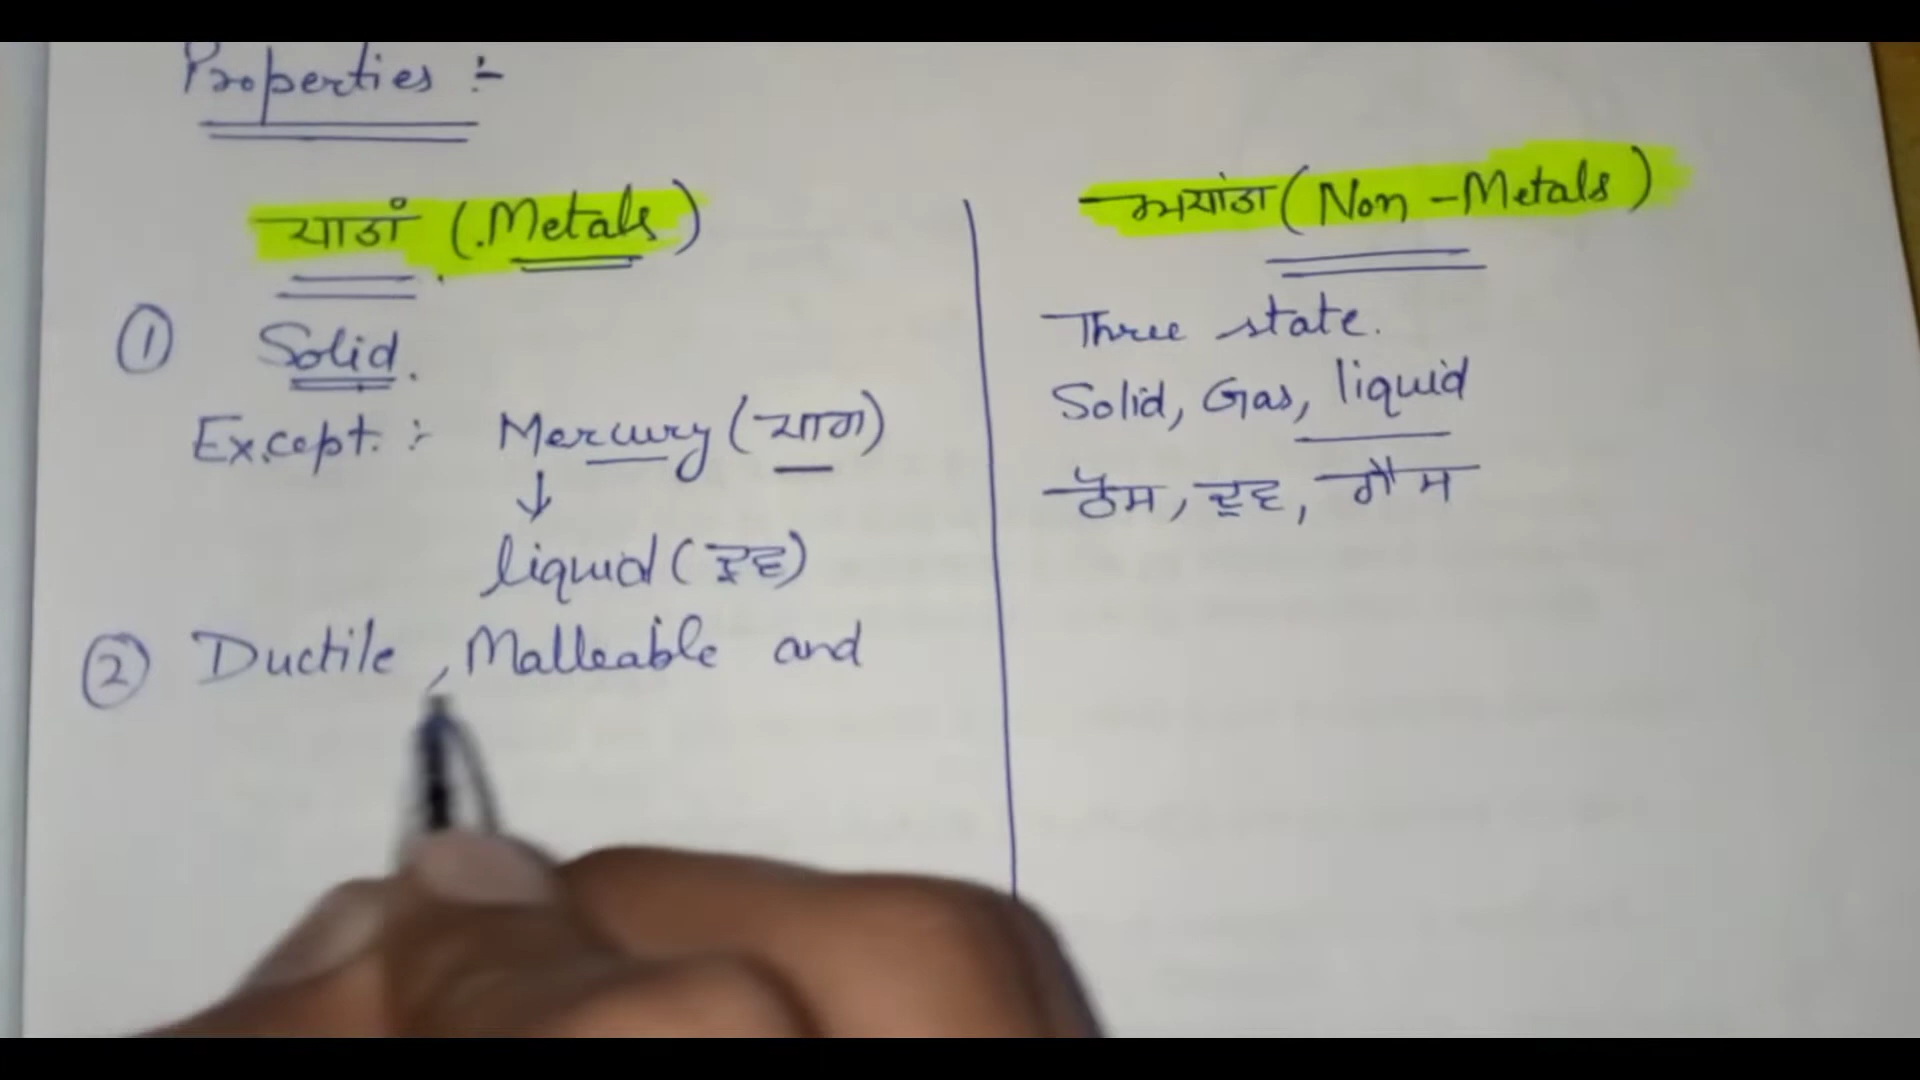 Properties :-
ਧਾਤਾਂ (Metals)
ਅਧਾਤਾਂ (Non-Metals)
① Solid.
Except :- Mercury (ਪਾਰਾ)
↓
liquid (ਦ੍ਰਵ)
② Ductile, Malleable and
Three state.
Solid, Gas, liquid
ਠੋਸ, ਦ੍ਰਵ, ਗੈਸ